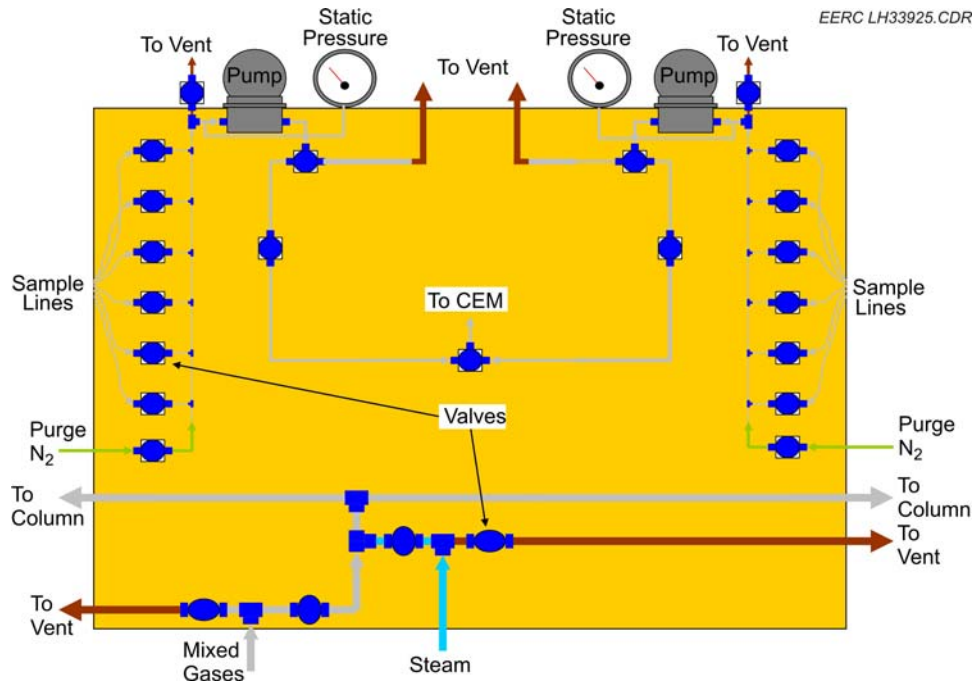 EERC LH33925.CDR
Static
Pressure
Static
Pressure
To Vent
To Vent
To Vent
Pump
Pump
To CEM
Sample
Lines
Sample
Lines
Valves
Purge
N2
Purge
N2
To
Column
To
Column
To
Vent
To
Vent
Mixed
Gases
Steam